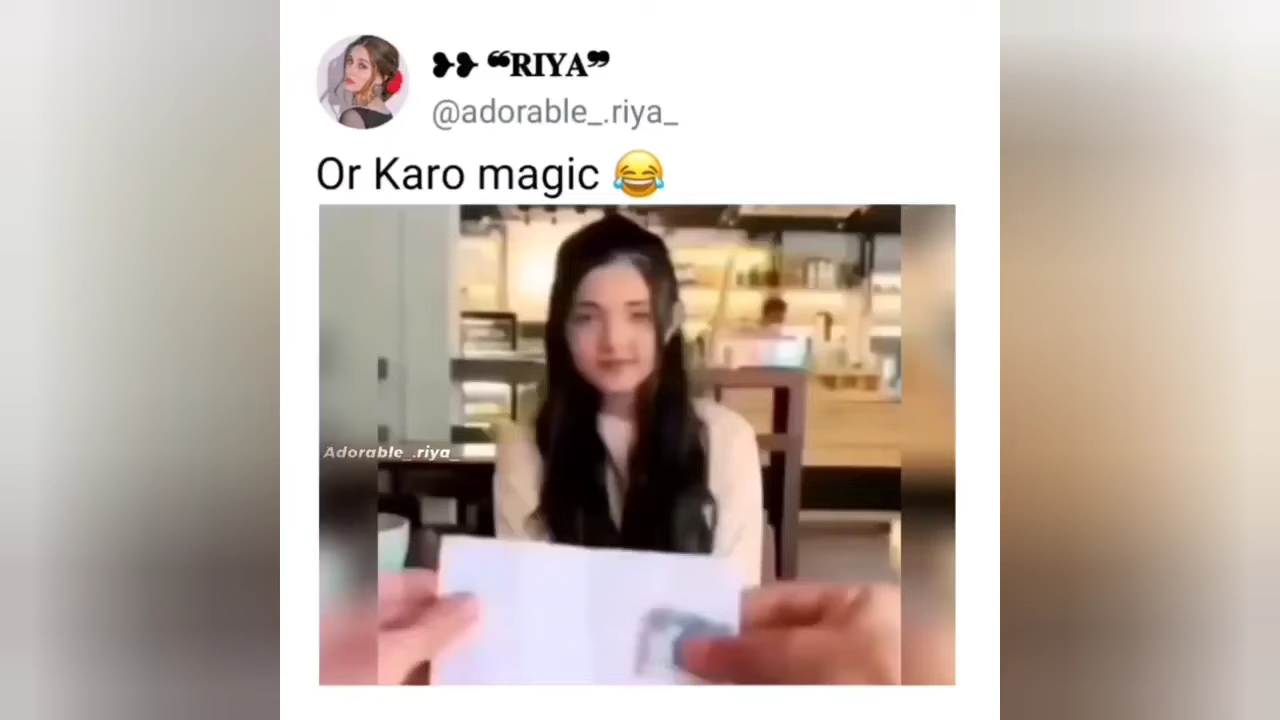 ❥❥ ❝RIYA❞
@adorable_.riya_
Or Karo magic 😂
Adorable_.riya_